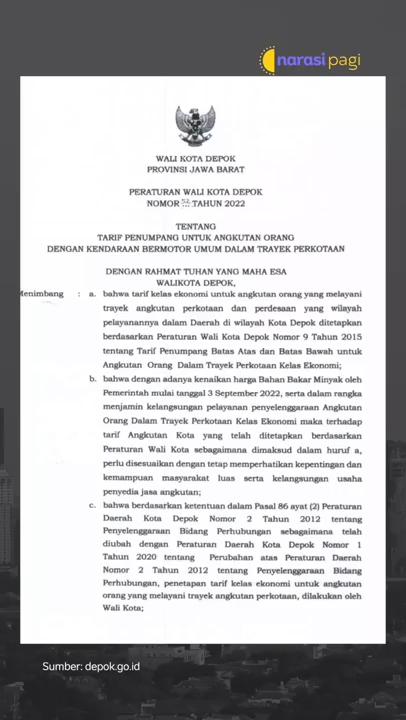 narasi pagi
WALI KOTA DEPOK
PROVINSI JAWA BARAT
PERATURAN WALI KOTA DEPOK
NOMOR 52 TAHUN 2022
TENTANG
TARIF PENUMPANG UNTUK ANGKUTAN ORANG
DENGAN KENDARAAN BERMOTOR UMUM DALAM TRAYEK PERKOTAAN
DENGAN RAHMAT TUHAN YANG MAHA ESA
WALIKOTA DEPOK,
Menimbang : a. bahwa tarif kelas ekonomi untuk angkutan orang yang melayani
trayek angkutan perkotaan dan perdesaan yang wilayah
pelayanannya dalam Daerah di wilayah Kota Depok ditetapkan
berdasarkan Peraturan Wali Kota Depok Nomor 9 Tahun 2015
tentang Tarif Penumpang Batas Atas dan Batas Bawah untuk
Angkutan Orang Dalam Trayek Perkotaan Kelas Ekonomi;
b. bahwa dengan adanya kenaikan harga Bahan Bakar Minyak oleh
Pemerintah mulai tanggal 3 September 2022, serta dalam rangka
menjamin kelangsungan pelayanan penyelenggaraan Angkutan
Orang Dalam Trayek Perkotaan Kelas Ekonomi maka terhadap
tarif Angkutan Kota yang telah ditetapkan berdasarkan
Peraturan Wali Kota sebagaimana dimaksud dalam huruf a,
perlu disesuaikan dengan tetap memperhatikan kepentingan dan
kemampuan masyarakat luas serta kelangsungan usaha
penyedia jasa angkutan;
c. bahwa berdasarkan ketentuan dalam Pasal 86 ayat (2) Peraturan
Daerah Kota Depok Nomor 2 Tahun 2012 tentang
Penyelenggaraan Bidang Perhubungan sebagaimana telah
diubah dengan Peraturan Daerah Kota Depok Nomor 1
Tahun 2020 tentang Perubahan atas Peraturan Daerah
Nomor 2 Tahun 2012 tentang Penyelenggaraan Bidang
Perhubungan, penetapan tarif kelas ekonomi untuk angkutan
orang yang melayani trayek angkutan perkotaan, dilakukan oleh
Wali Kota;
Sumber: depok.go.id